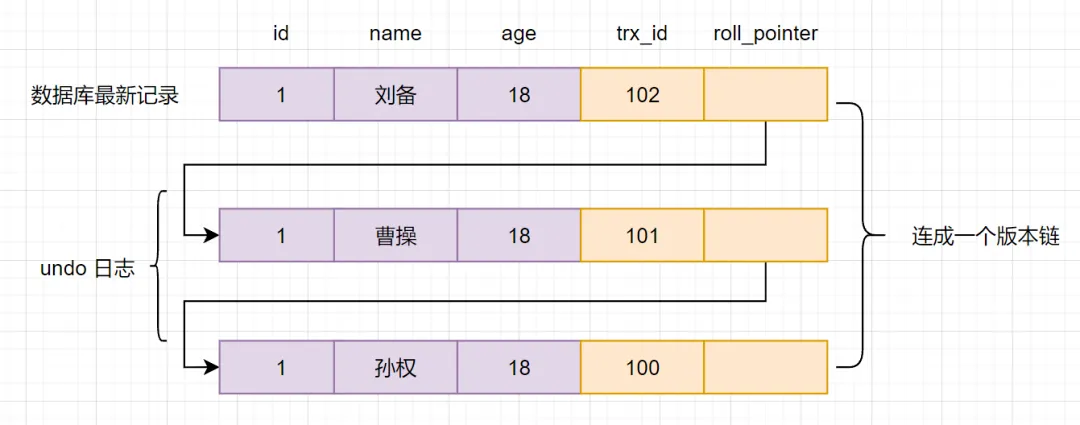 id name age trx_id roll_pointer
数据库最新记录 1 刘备 18 102
1 曹操 18 101 连成一个版本链
undo 日志
1 孙权 18 100